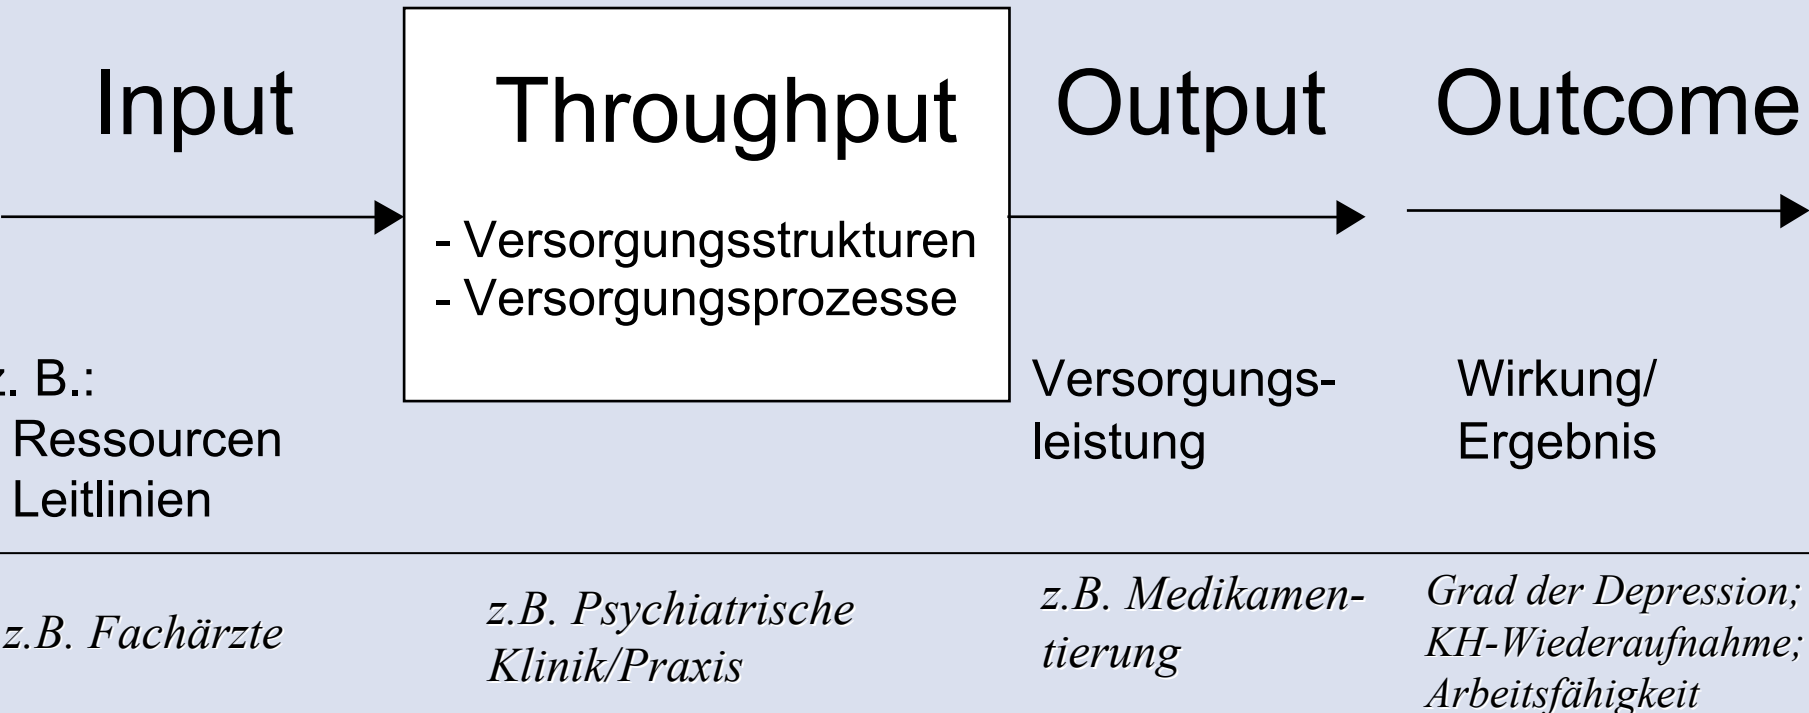 Input
Throughput
- Versorgungsstrukturen
- Versorgungsprozesse
Output
Outcome
z. B.:
Ressourcen
Leitlinien
Versorgungs-
leistung
Wirkung/
Ergebnis
z.B. Fachärzte
z.B. Psychiatrische
Klinik/Praxis
z.B. Medikamen-
tierung
Grad der Depression;
KH-Wiederaufnahme;
Arbeitsfähigkeit